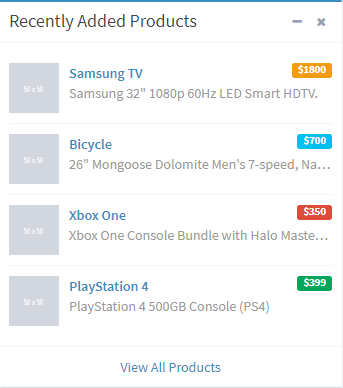 Recently Added Products
50 x 50
Samsung TV $1800
Samsung 32" 1080p 60Hz LED Smart HDTV.
50 x 50
Bicycle $700
26" Mongoose Dolomite Men's 7-speed, Na...
50 x 50
Xbox One $350
Xbox One Console Bundle with Halo Maste...
50 x 50
PlayStation 4 $399
PlayStation 4 500GB Console (PS4)
View All Products